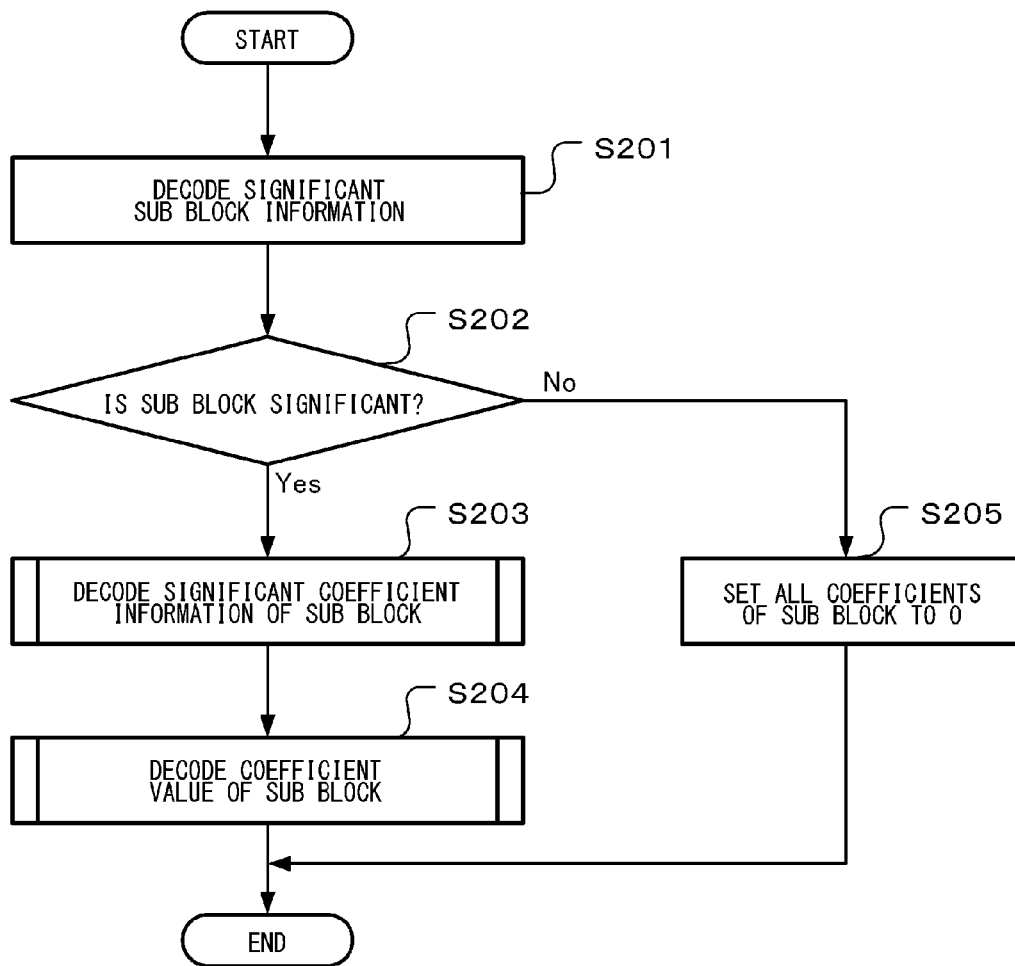 START
S201
DECODE SIGNIFICANT
SUB BLOCK INFORMATION
S202
IS SUB BLOCK SIGNIFICANT?
No
Yes
S203
DECODE SIGNIFICANT COEFFICIENT
INFORMATION OF SUB BLOCK
S205
SET ALL COEFFICIENTS
OF SUB BLOCK TO 0
S204
DECODE COEFFICIENT
VALUE OF SUB BLOCK
END